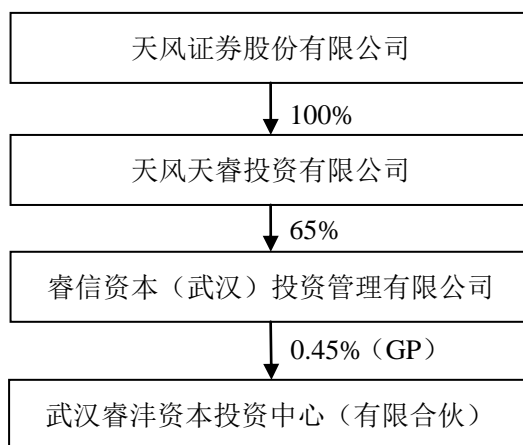 天风证券股份有限公司
100%
天风天睿投资有限公司
65%
睿信资本（武汉）投资管理有限公司
0.45%（GP）
武汉睿沣资本投资中心（有限合伙）